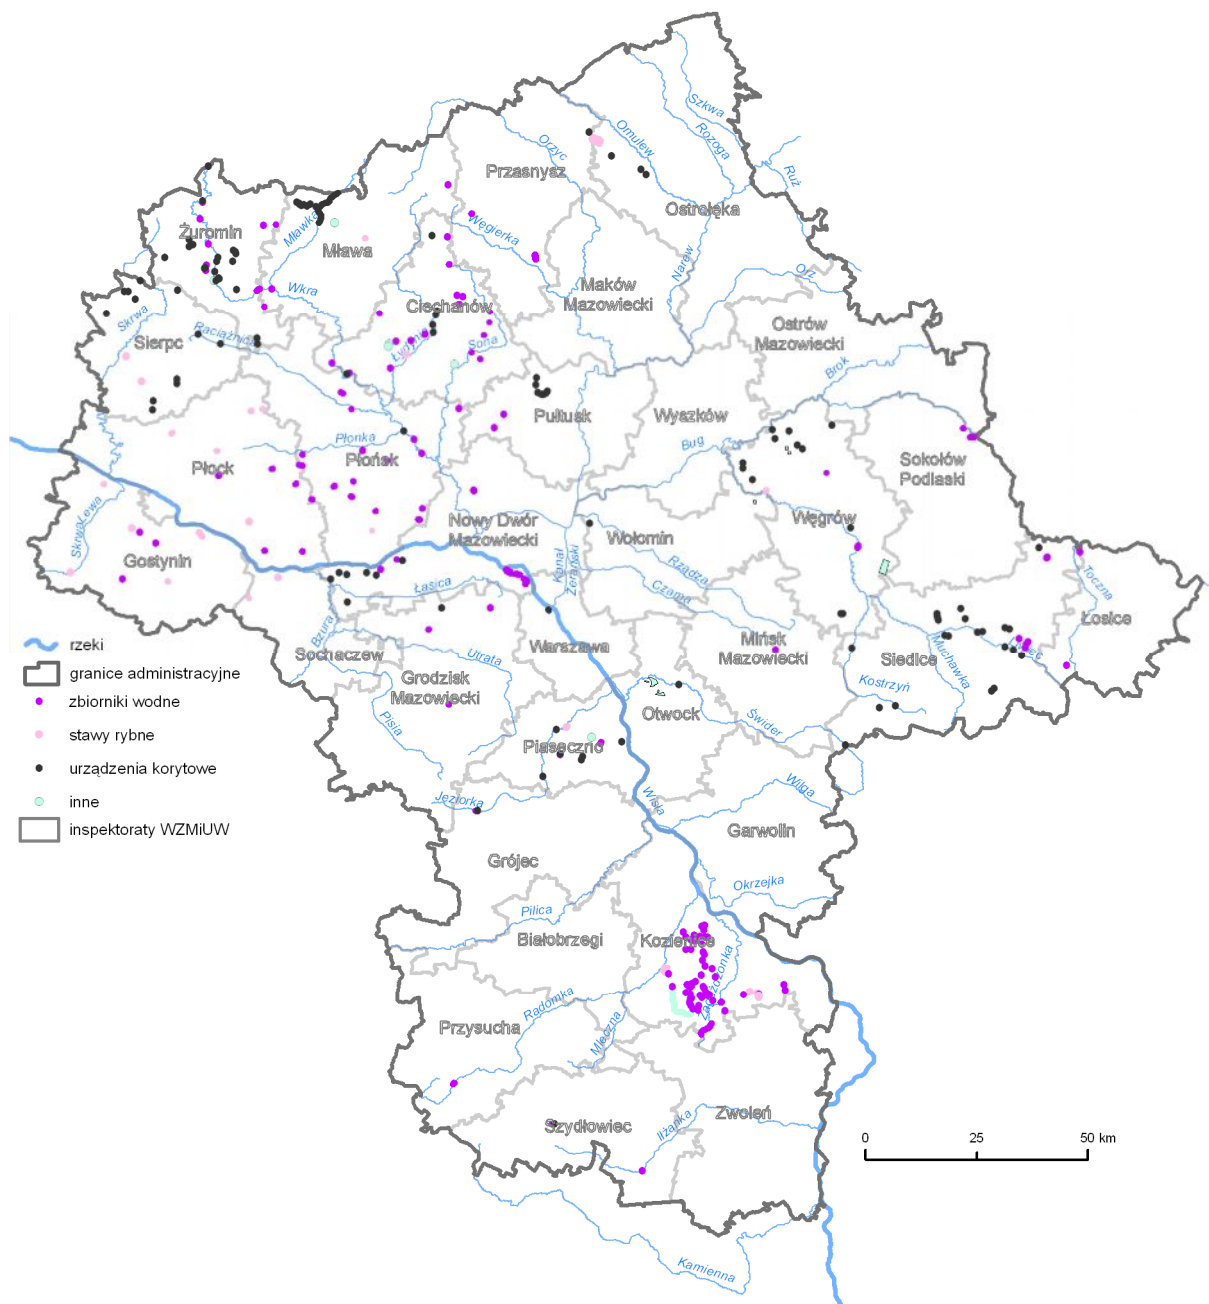 Szkwa
Rozoga
Omulew
Orzyc
Ruż
Przasnysz
Ostrołęka
Węgierka
Żuromin
Mławka
Mława
Narew
Orz
Wkra
Maków
Mazowiecki
Ciechanów
Skrwa
Raciążnica
Sierpc
Łydynia
Sona
Ostrów
Mazowiecki
Brok
Pułtusk
Wyszków
Bug
Płonka
Płock
Płońsk
Sokołów
Podlaski
Skrwa Lewa
Nowy Dwór
Mazowiecki
Węgrów
Wołomin
Gostynin
Kanał
Żerański
Rządza
Czarna
Łasica
Toczna
Łosice
Bzura
Sochaczew
Warszawa
Mińsk
Mazowiecki
Siedlce
Muchawka
Liwiec
Utrata
Grodzisk
Mazowiecki
Kostrzyń
Pisia
Otwock
Świder
Piaseczno
Wilga
Jeziorka
Wisła
Garwolin
Grójec
Okrzejka
Pilica
Białobrzegi
Kozienice
Zagożdżonka
Radomka
Przysucha
Mleczna
Zwoleń
Szydłowiec
Iłżanka
Kamienna
rzeki
granice administracyjne
zbiorniki wodne
stawy rybne
urządzenia korytowe
inne
inspektoraty WZMiUW
0 25 50 km